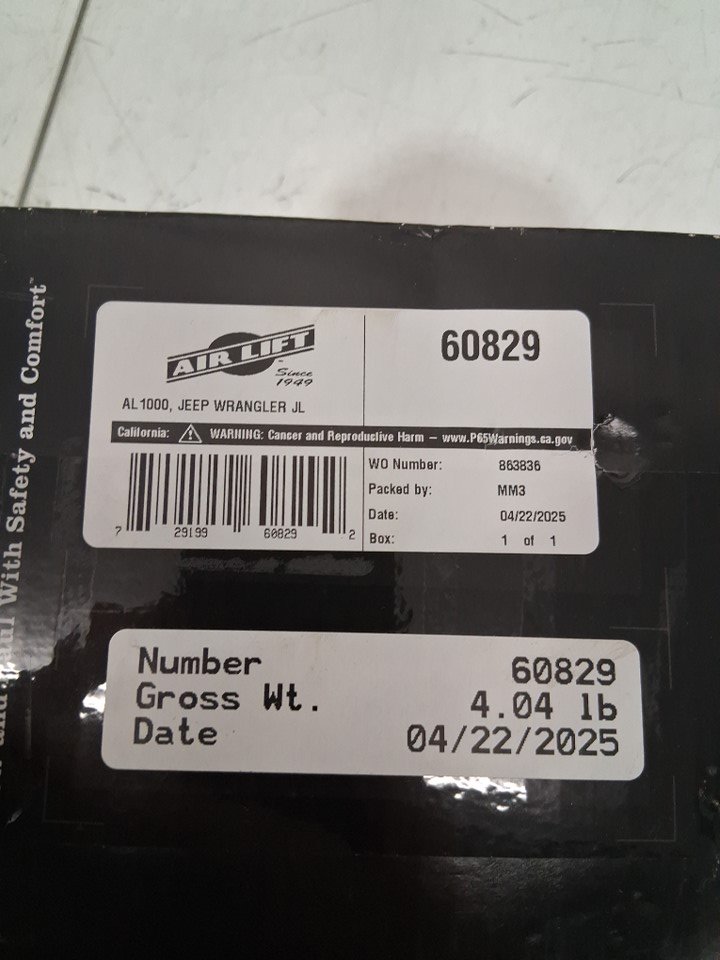 AIR LIFT
Since
1949
60829
AL1000, JEEP WRANGLER JL
California: WARNING: Cancer and Reproductive Harm – www.P65Warnings.ca.gov
WO Number: 863836
Packed by: MM3
Date: 04/22/2025
Box: 1 of 1
7 29199 60829 2
Number 60829
Gross Wt. 4.04 lb
Date 04/22/2025
With Safety and Comfort™